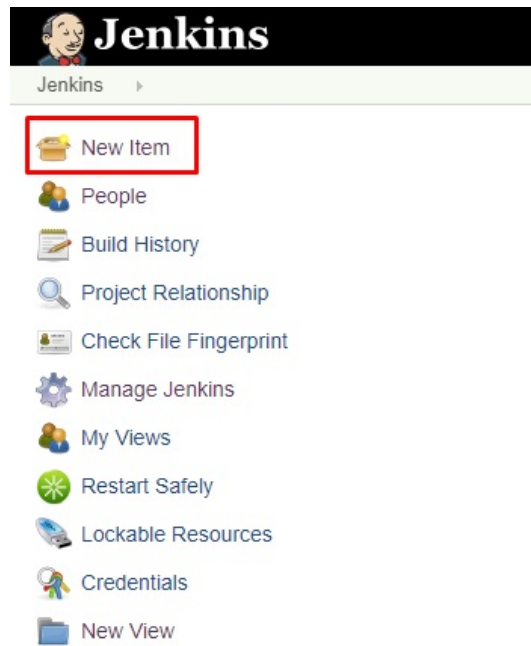 Jenkins
Jenkins
New Item
People
Build History
Project Relationship
Check File Fingerprint
Manage Jenkins
My Views
Restart Safely
Lockable Resources
Credentials
New View